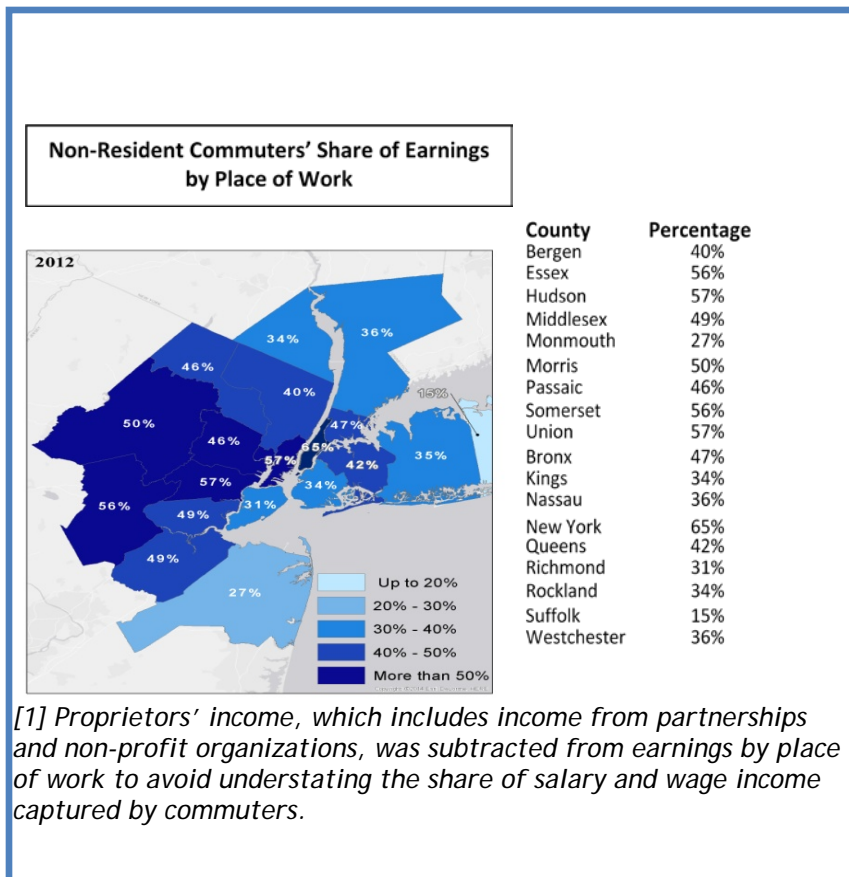 Non-Resident Commuters' Share of Earnings
by Place of Work
County Percentage
Bergen 40%
Essex 56%
Hudson 57%
Middlesex 49%
Monmouth 27%
Morris 50%
Passaic 46%
Somerset 56%
Union 57%
Bronx 47%
Kings 34%
Nassau 36%
New York 65%
Queens 42%
Richmond 31%
Rockland 34%
Suffolk 15%
Westchester 36%
2012
34%
36%
46%
40%
15%
50%
46%
47%
65%
57%
42%
35%
57%
34%
56%
49%
31%
49%
27%
Up to 20%
20% - 30%
30% - 40%
40% - 50%
More than 50%
[1] Proprietors' income, which includes income from partnerships
and non-profit organizations, was subtracted from earnings by place
of work to avoid understating the share of salary and wage income
captured by commuters.